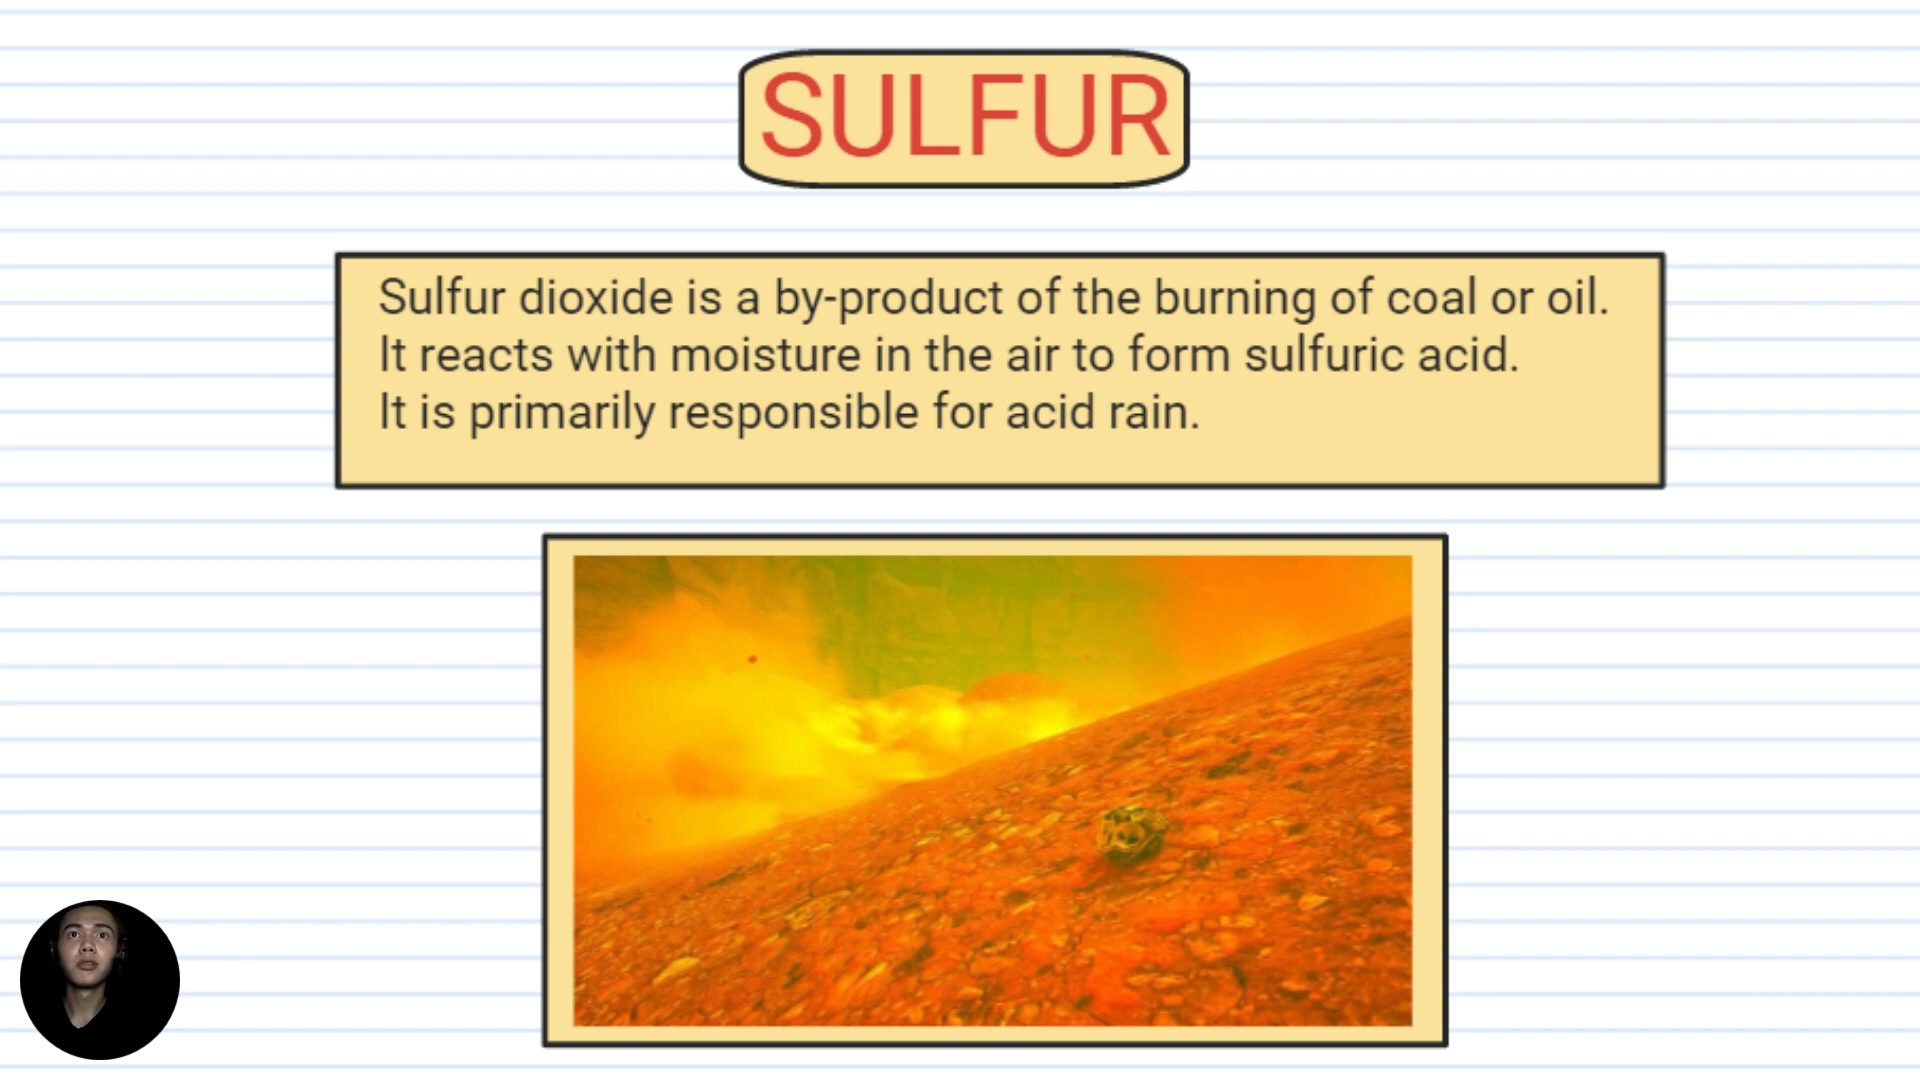 SULFUR
Sulfur dioxide is a by-product of the burning of coal or oil.
It reacts with moisture in the air to form sulfuric acid.
It is primarily responsible for acid rain.